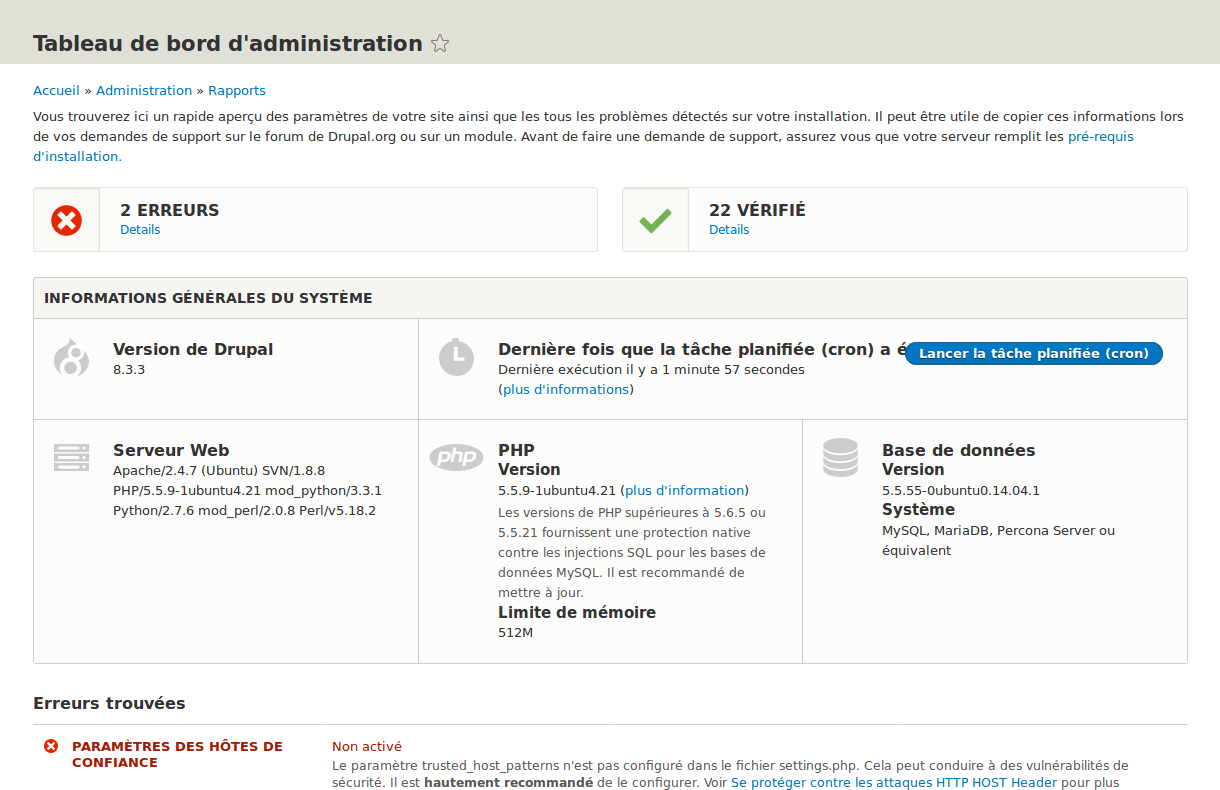 Tableau de bord d'administration
Accueil » Administration » Rapports
Vous trouverez ici un rapide aperçu des paramètres de votre site ainsi que les tous les problèmes détectés sur votre installation. Il peut être utile de copier ces informations lors
de vos demandes de support sur le forum de Drupal.org ou sur un module. Avant de faire une demande de support, assurez vous que votre serveur remplit les pré-requis
d'installation.
2 ERREURS
Details
22 VÉRIFIÉ
Details
INFORMATIONS GÉNÉRALES DU SYSTÈME
Version de Drupal
8.3.3
Dernière fois que la tâche planifiée (cron) a é
Lancer la tâche planifiée (cron)
Dernière exécution il y a 1 minute 57 secondes
(plus d'informations)
Serveur Web
Apache/2.4.7 (Ubuntu) SVN/1.8.8
PHP/5.5.9-1ubuntu4.21 mod_python/3.3.1
Python/2.7.6 mod_perl/2.0.8 Perl/v5.18.2
php
PHP
Version
5.5.9-1ubuntu4.21 (plus d'information)
Les versions de PHP supérieures à 5.6.5 ou
5.5.21 fournissent une protection native
contre les injections SQL pour les bases de
données MySQL. Il est recommandé de
mettre à jour.
Limite de mémoire
512M
Base de données
Version
5.5.55-0ubuntu0.14.04.1
Système
MySQL, MariaDB, Percona Server ou
équivalent
Erreurs trouvées
PARAMÈTRES DES HÔTES DE
CONFIANCE
Non activé
Le paramètre trusted_host_patterns n'est pas configuré dans le fichier settings.php. Cela peut conduire à des vulnérabilités de
sécurité. Il est hautement recommandé de le configurer. Voir Se protéger contre les attaques HTTP HOST Header pour plus